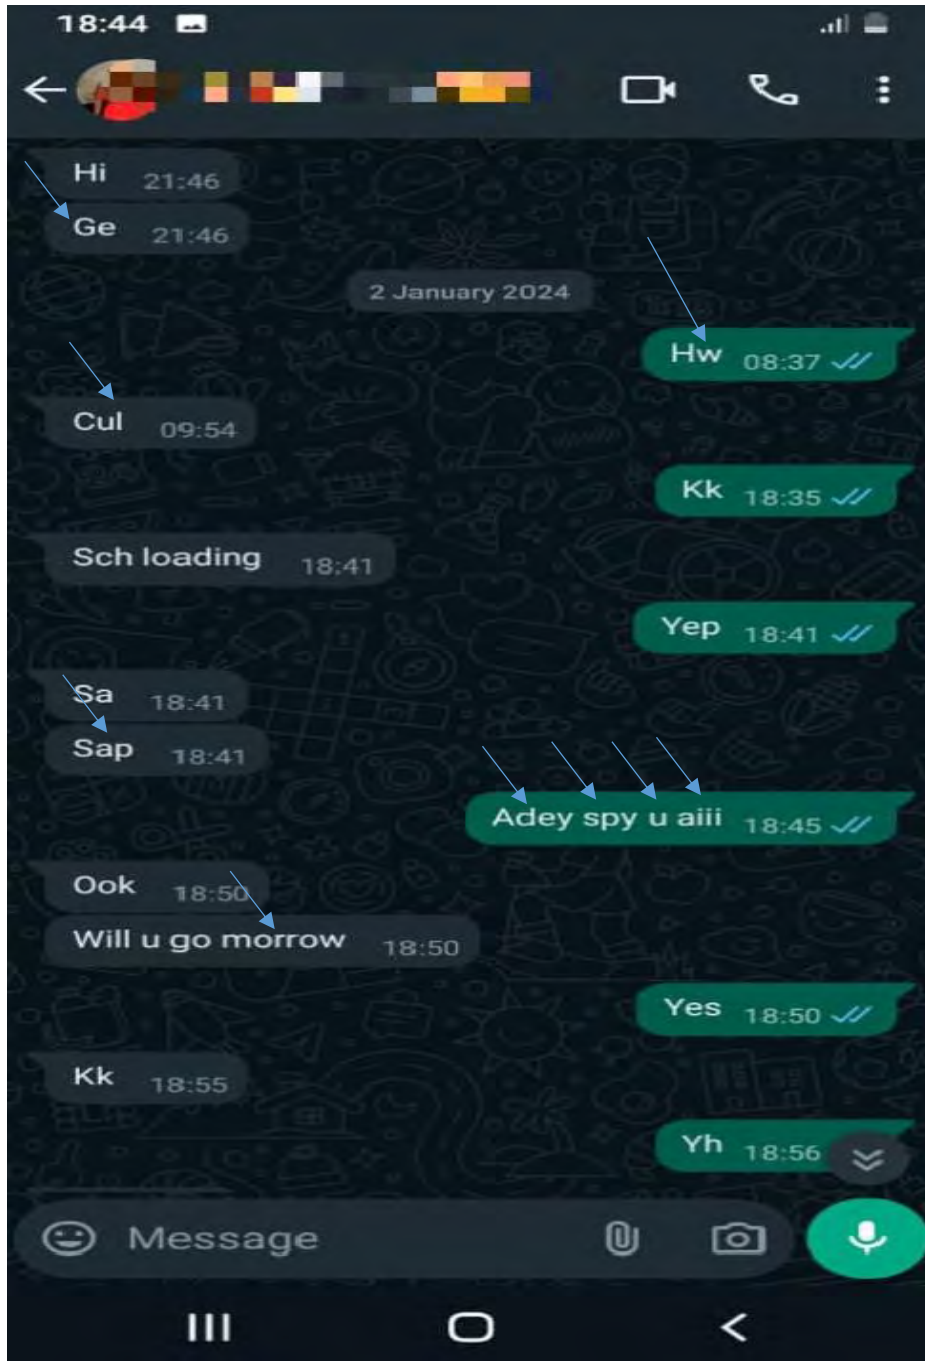 18:44
Hi 21:46
Ge 21:46
2 January 2024
Hw 08:37
Cul 09:54
Kk 18:35
Sch loading 18:41
Yep 18:41
Sa 18:41
Sap 18:41
Adey spy u aiii 18:45
Ook 18:50
Will u go morrow 18:50
Yes 18:50
Kk 18:55
Yh 18:56
Message